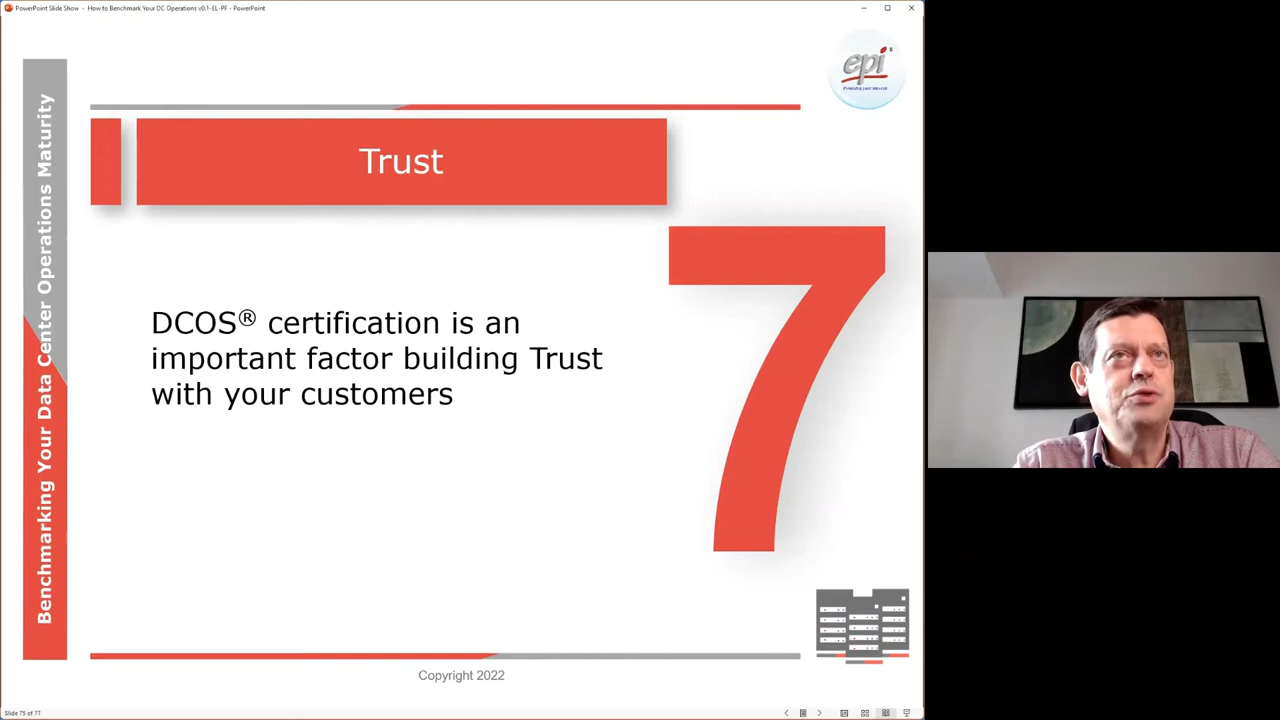 PowerPoint Slide Show - How to Benchmark Your DC Operations v0.1-EL-PF - PowerPoint
epi®
Benchmarking Your Data Center Operations Maturity
Trust
7
DCOS® certification is an
important factor building Trust
with your customers
Copyright 2022
Slide 75 of 77